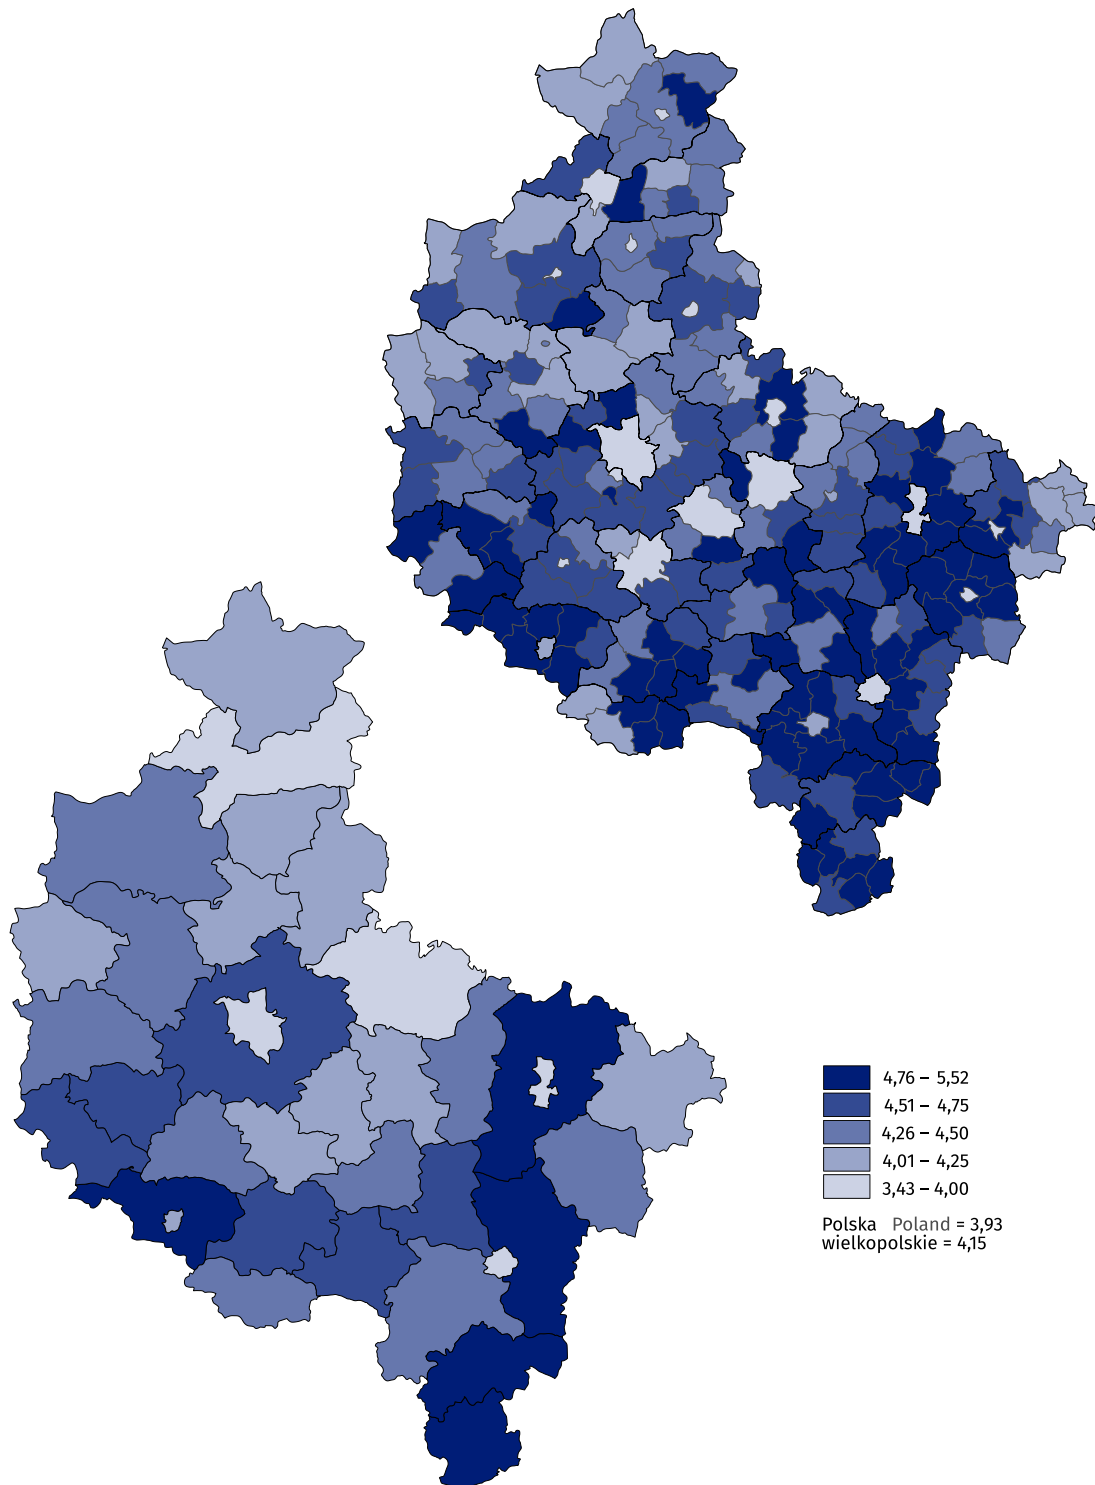 4,76 – 5,52
4,51 – 4,75
4,26 – 4,50
4,01 – 4,25
3,43 – 4,00
Polska Poland = 3,93
wielkopolskie = 4,15